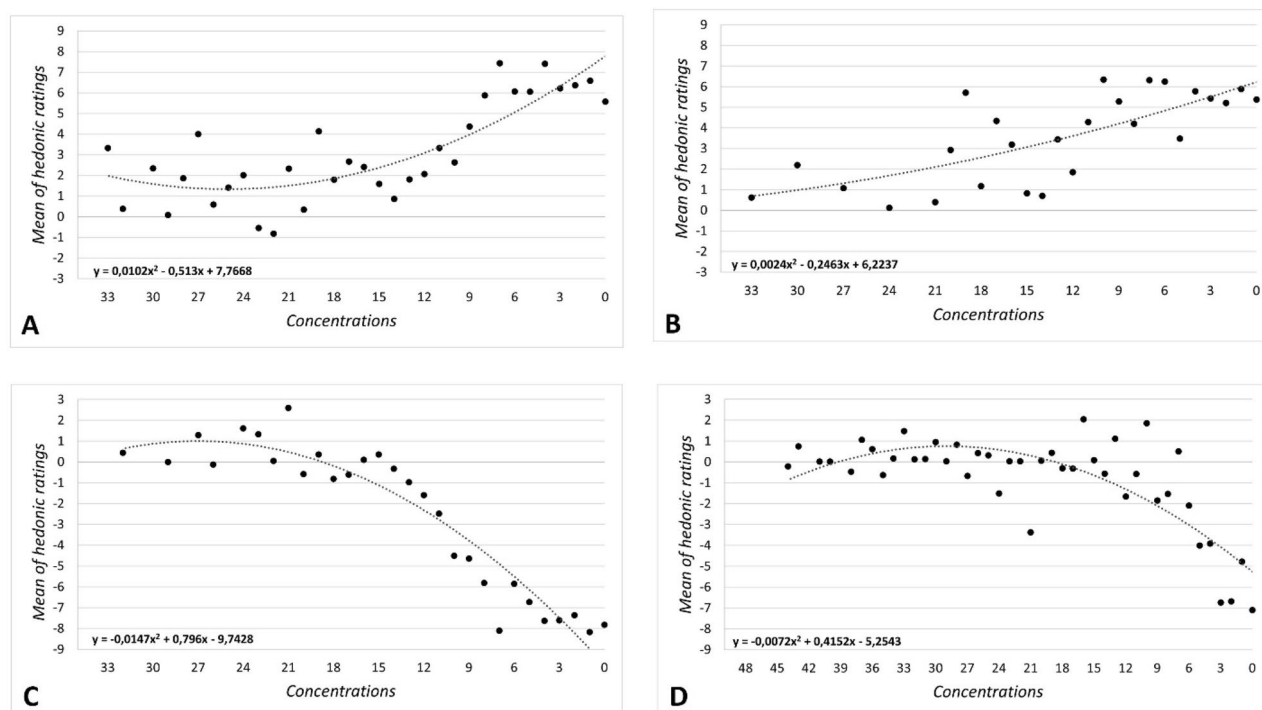 9
8
7
6
5
4
3
2
1
0
-1
-2
-3
Mean of hedonic ratings
y = 0,0102x² - 0,513x + 7,7668
33 30 27 24 21 18 15 12 9 6 3 0
Concentrations
A
9
8
7
6
5
4
3
2
1
0
-1
-2
-3
Mean of hedonic ratings
y = 0,0024x² - 0,2463x + 6,2237
33 30 27 24 21 18 15 12 9 6 3 0
Concentrations
B
3
2
1
0
-1
-2
-3
-4
-5
-6
-7
-8
-9
Mean of hedonic ratings
y = -0,0147x² + 0,796x - 9,7428
33 30 27 24 21 18 15 12 9 6 3 0
Concentrations
C
3
2
1
0
-1
-2
-3
-4
-5
-6
-7
-8
-9
Mean of hedonic ratings
y = -0,0072x² + 0,4152x - 5,2543
48 45 42 39 36 33 30 27 24 21 18 15 12 9 6 3 0
Concentrations
D